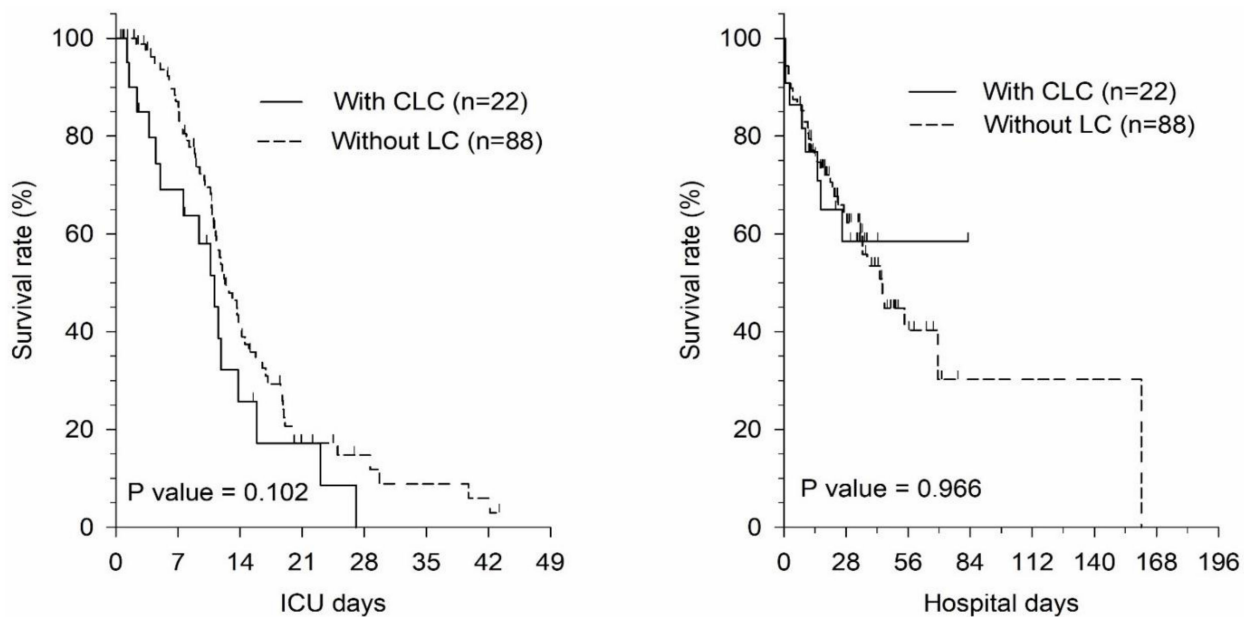 100
80
60
40
20
0
Survival rate (%)
With CLC (n=22)
Without LC (n=88)
P value = 0.102
0 7 14 21 28 35 42 49
ICU days
100
80
60
40
20
0
Survival rate (%)
With CLC (n=22)
Without LC (n=88)
P value = 0.966
0 28 56 84 112 140 168 196
Hospital days